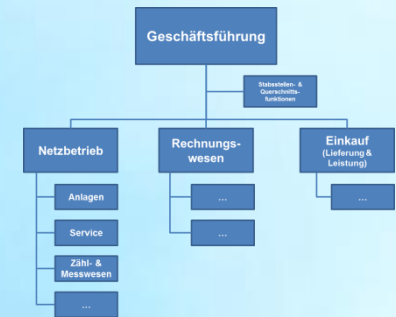 Geschäftsführung
Stabsstellen- &
Querschnitts-
funktionen
Netzbetrieb
Rechnungs-
wesen
Einkauf
(Lieferung &
Leistung)
Anlagen
Service
Zähl- &
Messwesen
...
...
...
...